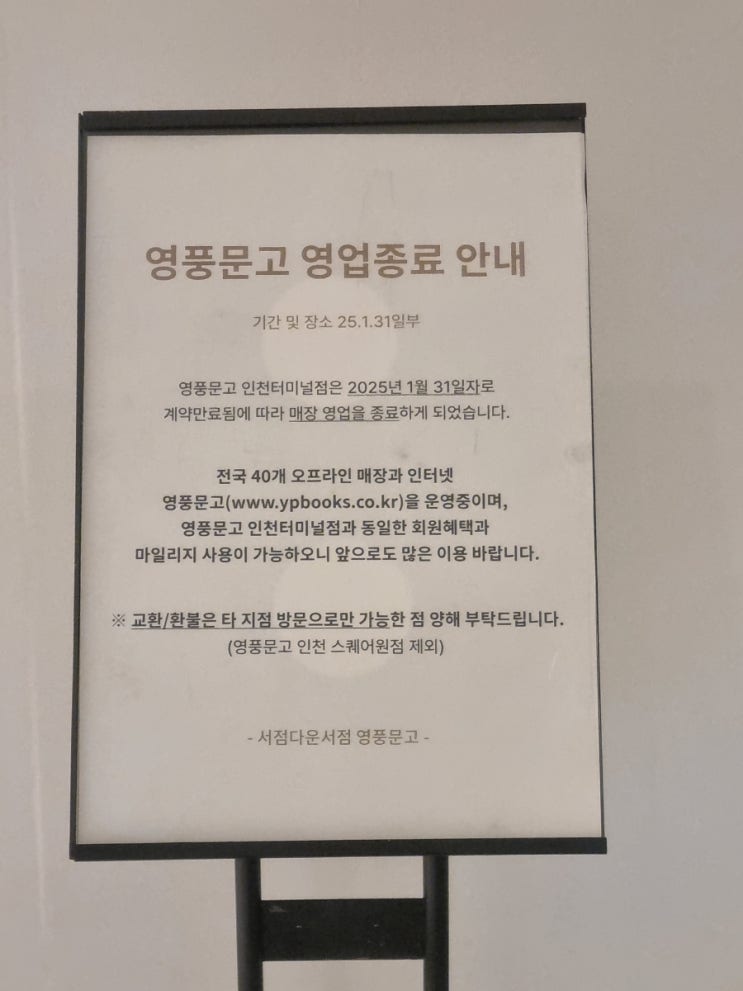 영풍문고 영업종료 안내
기간 및 장소 25.1.31일부
영풍문고 인천터미널점은 2025년 1월 31일자로
계약만료됨에 따라 매장 영업을 종료하게 되었습니다.
전국 40개 오프라인 매장과 인터넷
영풍문고(www.ypbooks.co.kr)을 운영중이며,
영풍문고 인천터미널점과 동일한 회원혜택과
마일리지 사용이 가능하오니 앞으로도 많은 이용 바랍니다.
※ 교환/환불은 타 지점 방문으로만 가능한 점 양해 부탁드립니다.
(영풍문고 인천 스퀘어원점 제외)
- 서점다운서점 영풍문고 -